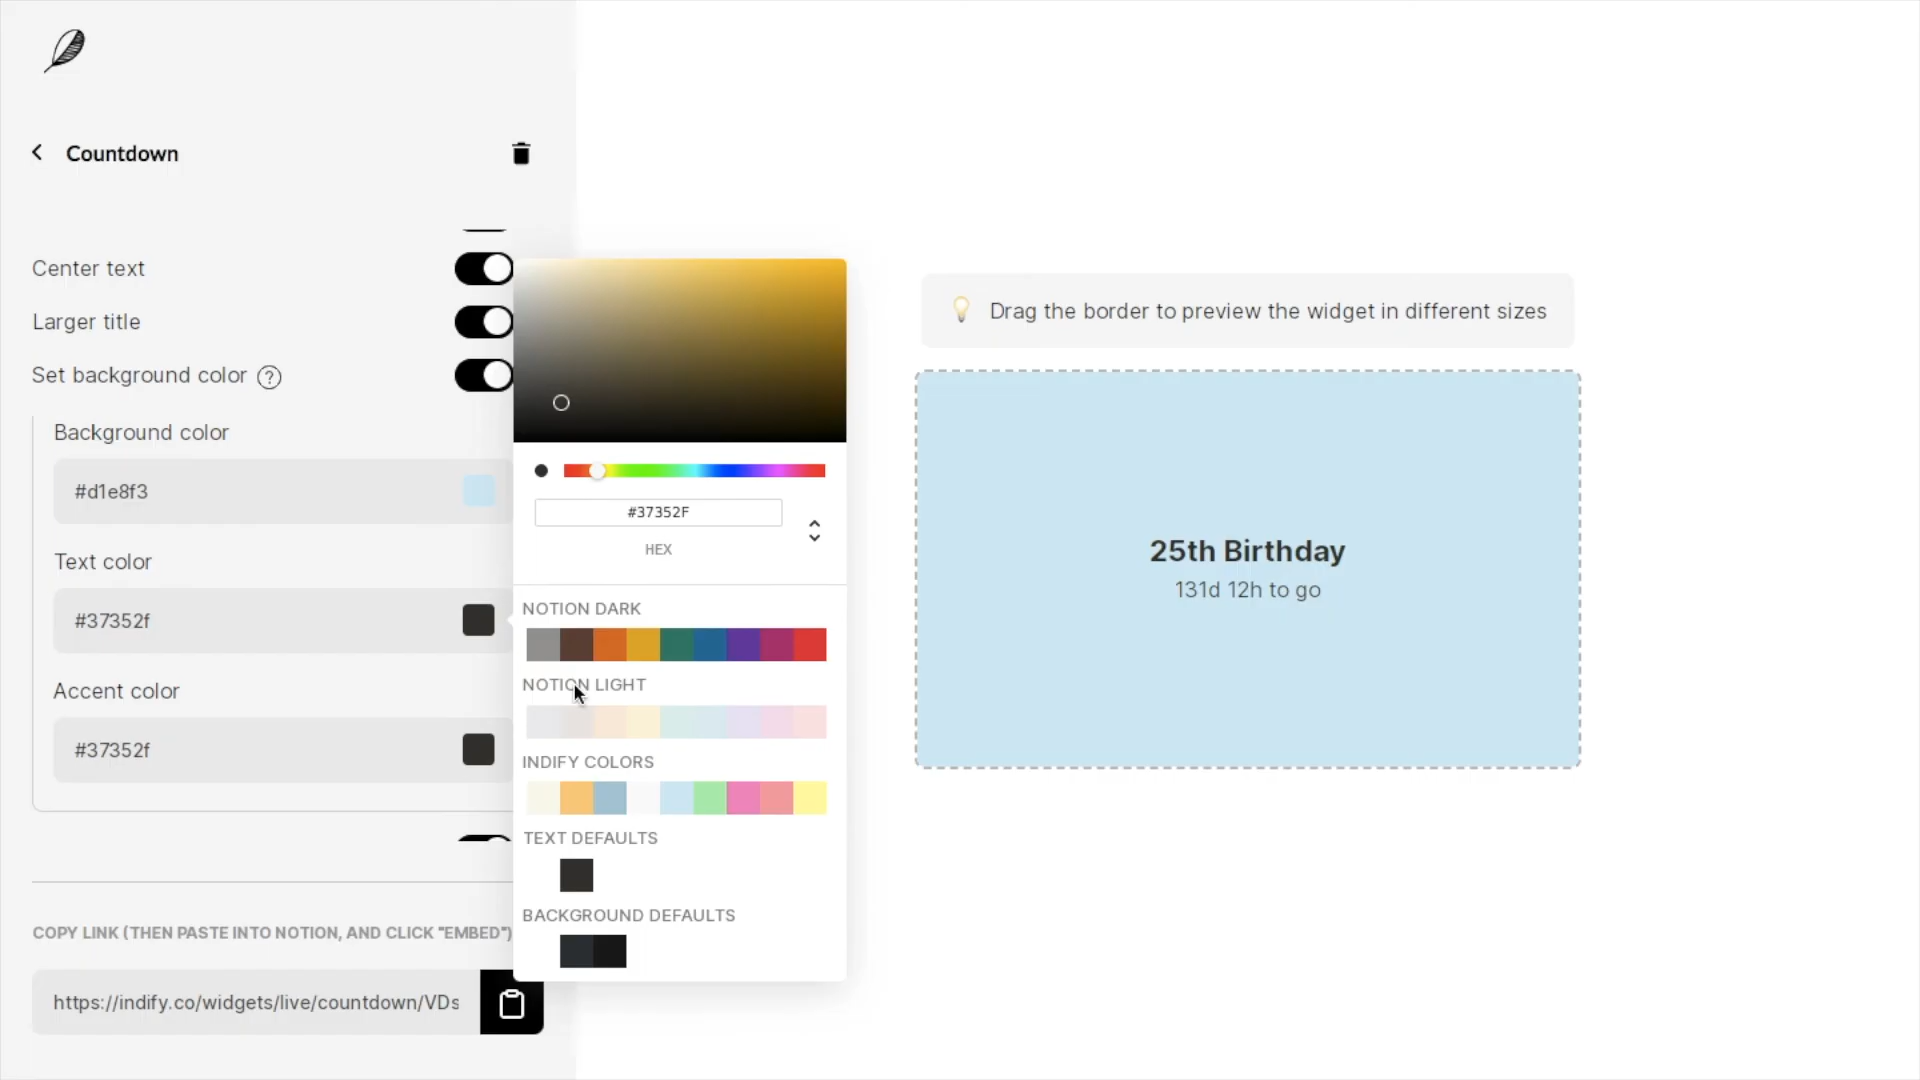 Countdown
Center text
Larger title
Set background color ?
Background color
#d1e8f3
Text color
#37352f
Accent color
#37352f
COPY LINK (THEN PASTE INTO NOTION, AND CLICK "EMBED")
https://indify.co/widgets/live/countdown/VDs
#37352F
HEX
NOTION DARK
NOTION LIGHT
INDIFY COLORS
TEXT DEFAULTS
BACKGROUND DEFAULTS
Drag the border to preview the widget in different sizes
25th Birthday
131d 12h to go